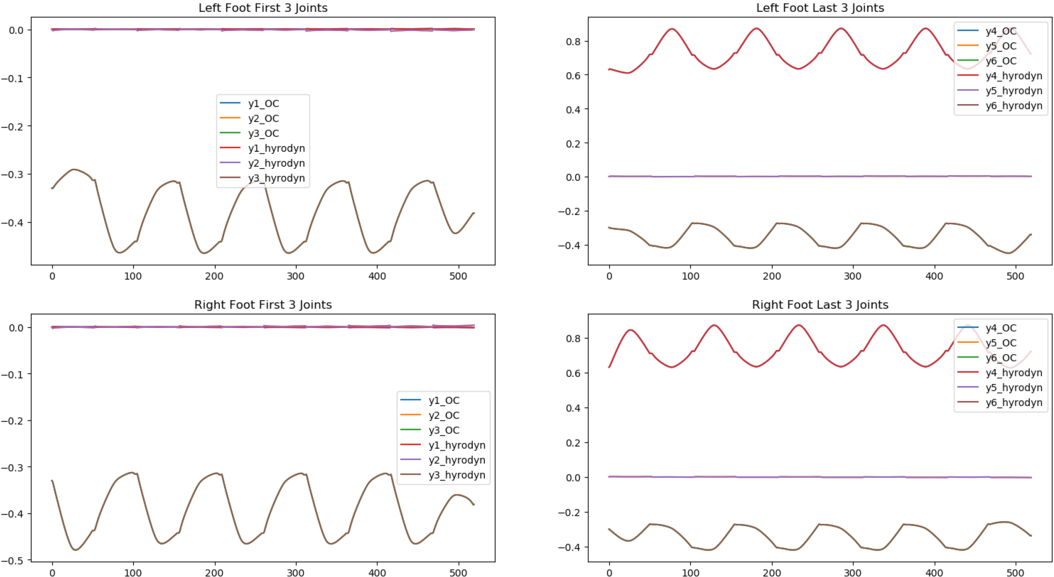 Left Foot First 3 Joints
0.0
−0.1
−0.2
−0.3
−0.4
y1_OC
y2_OC
y3_OC
y1_hyrodyn
y2_hyrodyn
y3_hyrodyn
0 100 200 300 400 500
Left Foot Last 3 Joints
0.8
0.6
0.4
0.2
0.0
−0.2
−0.4
y4_OC
y5_OC
y6_OC
y4_hyrodyn
y5_hyrodyn
y6_hyrodyn
0 100 200 300 400 500
Right Foot First 3 Joints
0.0
−0.1
−0.2
−0.3
−0.4
−0.5
y1_OC
y2_OC
y3_OC
y1_hyrodyn
y2_hyrodyn
y3_hyrodyn
0 100 200 300 400 500
Right Foot Last 3 Joints
0.8
0.6
0.4
0.2
0.0
−0.2
−0.4
y4_OC
y5_OC
y6_OC
y4_hyrodyn
y5_hyrodyn
y6_hyrodyn
0 100 200 300 400 500